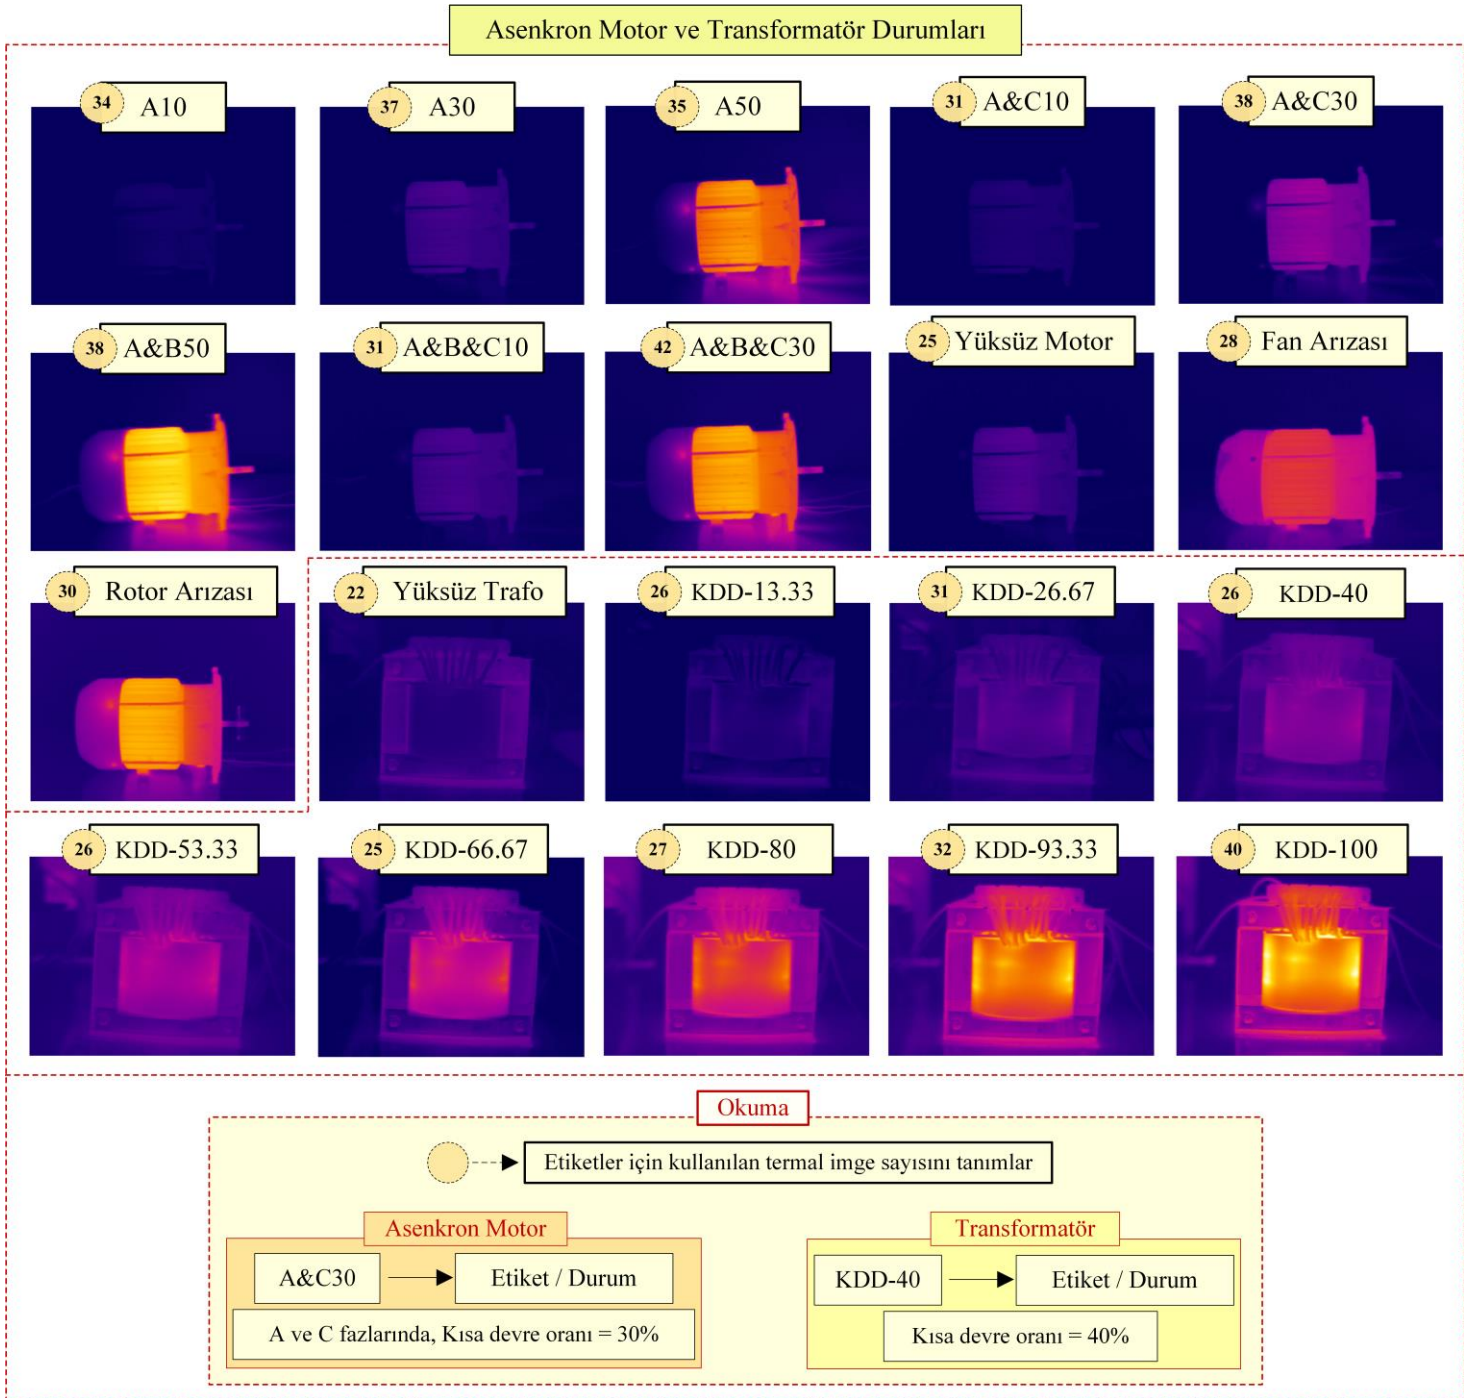 Asenkron Motor ve Transformatör Durumları
34 A10
37 A30
35 A50
31 A&C10
38 A&C30
38 A&B50
31 A&B&C10
42 A&B&C30
25 Yüksüz Motor
28 Fan Arızası
30 Rotor Arızası
22 Yüksüz Trafo
26 KDD-13.33
31 KDD-26.67
26 KDD-40
26 KDD-53.33
25 KDD-66.67
27 KDD-80
32 KDD-93.33
40 KDD-100
Okuma
Etiketler için kullanılan termal imge sayısını tanımlar
Asenkron Motor
A&C30
Etiket / Durum
A ve C fazlarında, Kısa devre oranı = 30%
Transformatör
KDD-40
Etiket / Durum
Kısa devre oranı = 40%